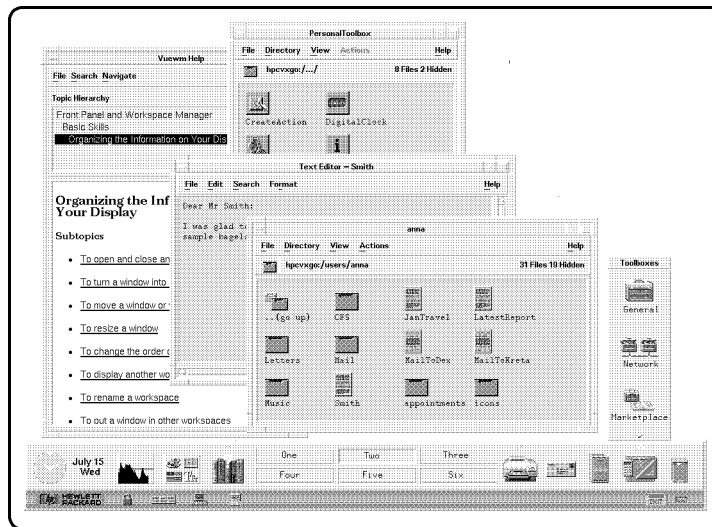 PersonalToolbox
File Directory View Actions Help
hpcvxgo:/.../ 8 Files 2 Hidden
CreateAction DigitalClock
Vuewm Help
File Search Navigate
Topic Hierarchy
Front Panel and Workspace Manager
Basic Skills
Organizing the Information on Your Dis
Organizing the Inf
Your Display
Subtopics
• To open and close an
• To turn a window into
• To move a window or
• To resize a window
• To change the order
• To display another wo
• To rename a workspace
• To out a window in other workspaces
Text Editor – Smith
File Edit Search Format Help
Dear Mr Smith:
I was glad to
sample bagel
anna
File Directory View Actions Help
hpcvxgo:/users/anna 31 Files 19 Hidden
..(go up) CFS JanTravel LatestReport
Letters Mail MailToDex MailToKreta
Music Smith appointments icons
Toolboxes
General
Network
Marketplace
July 15
Wed
One Two Three
Four Five Six
hp HEWLETT
PACKARD
EXIT